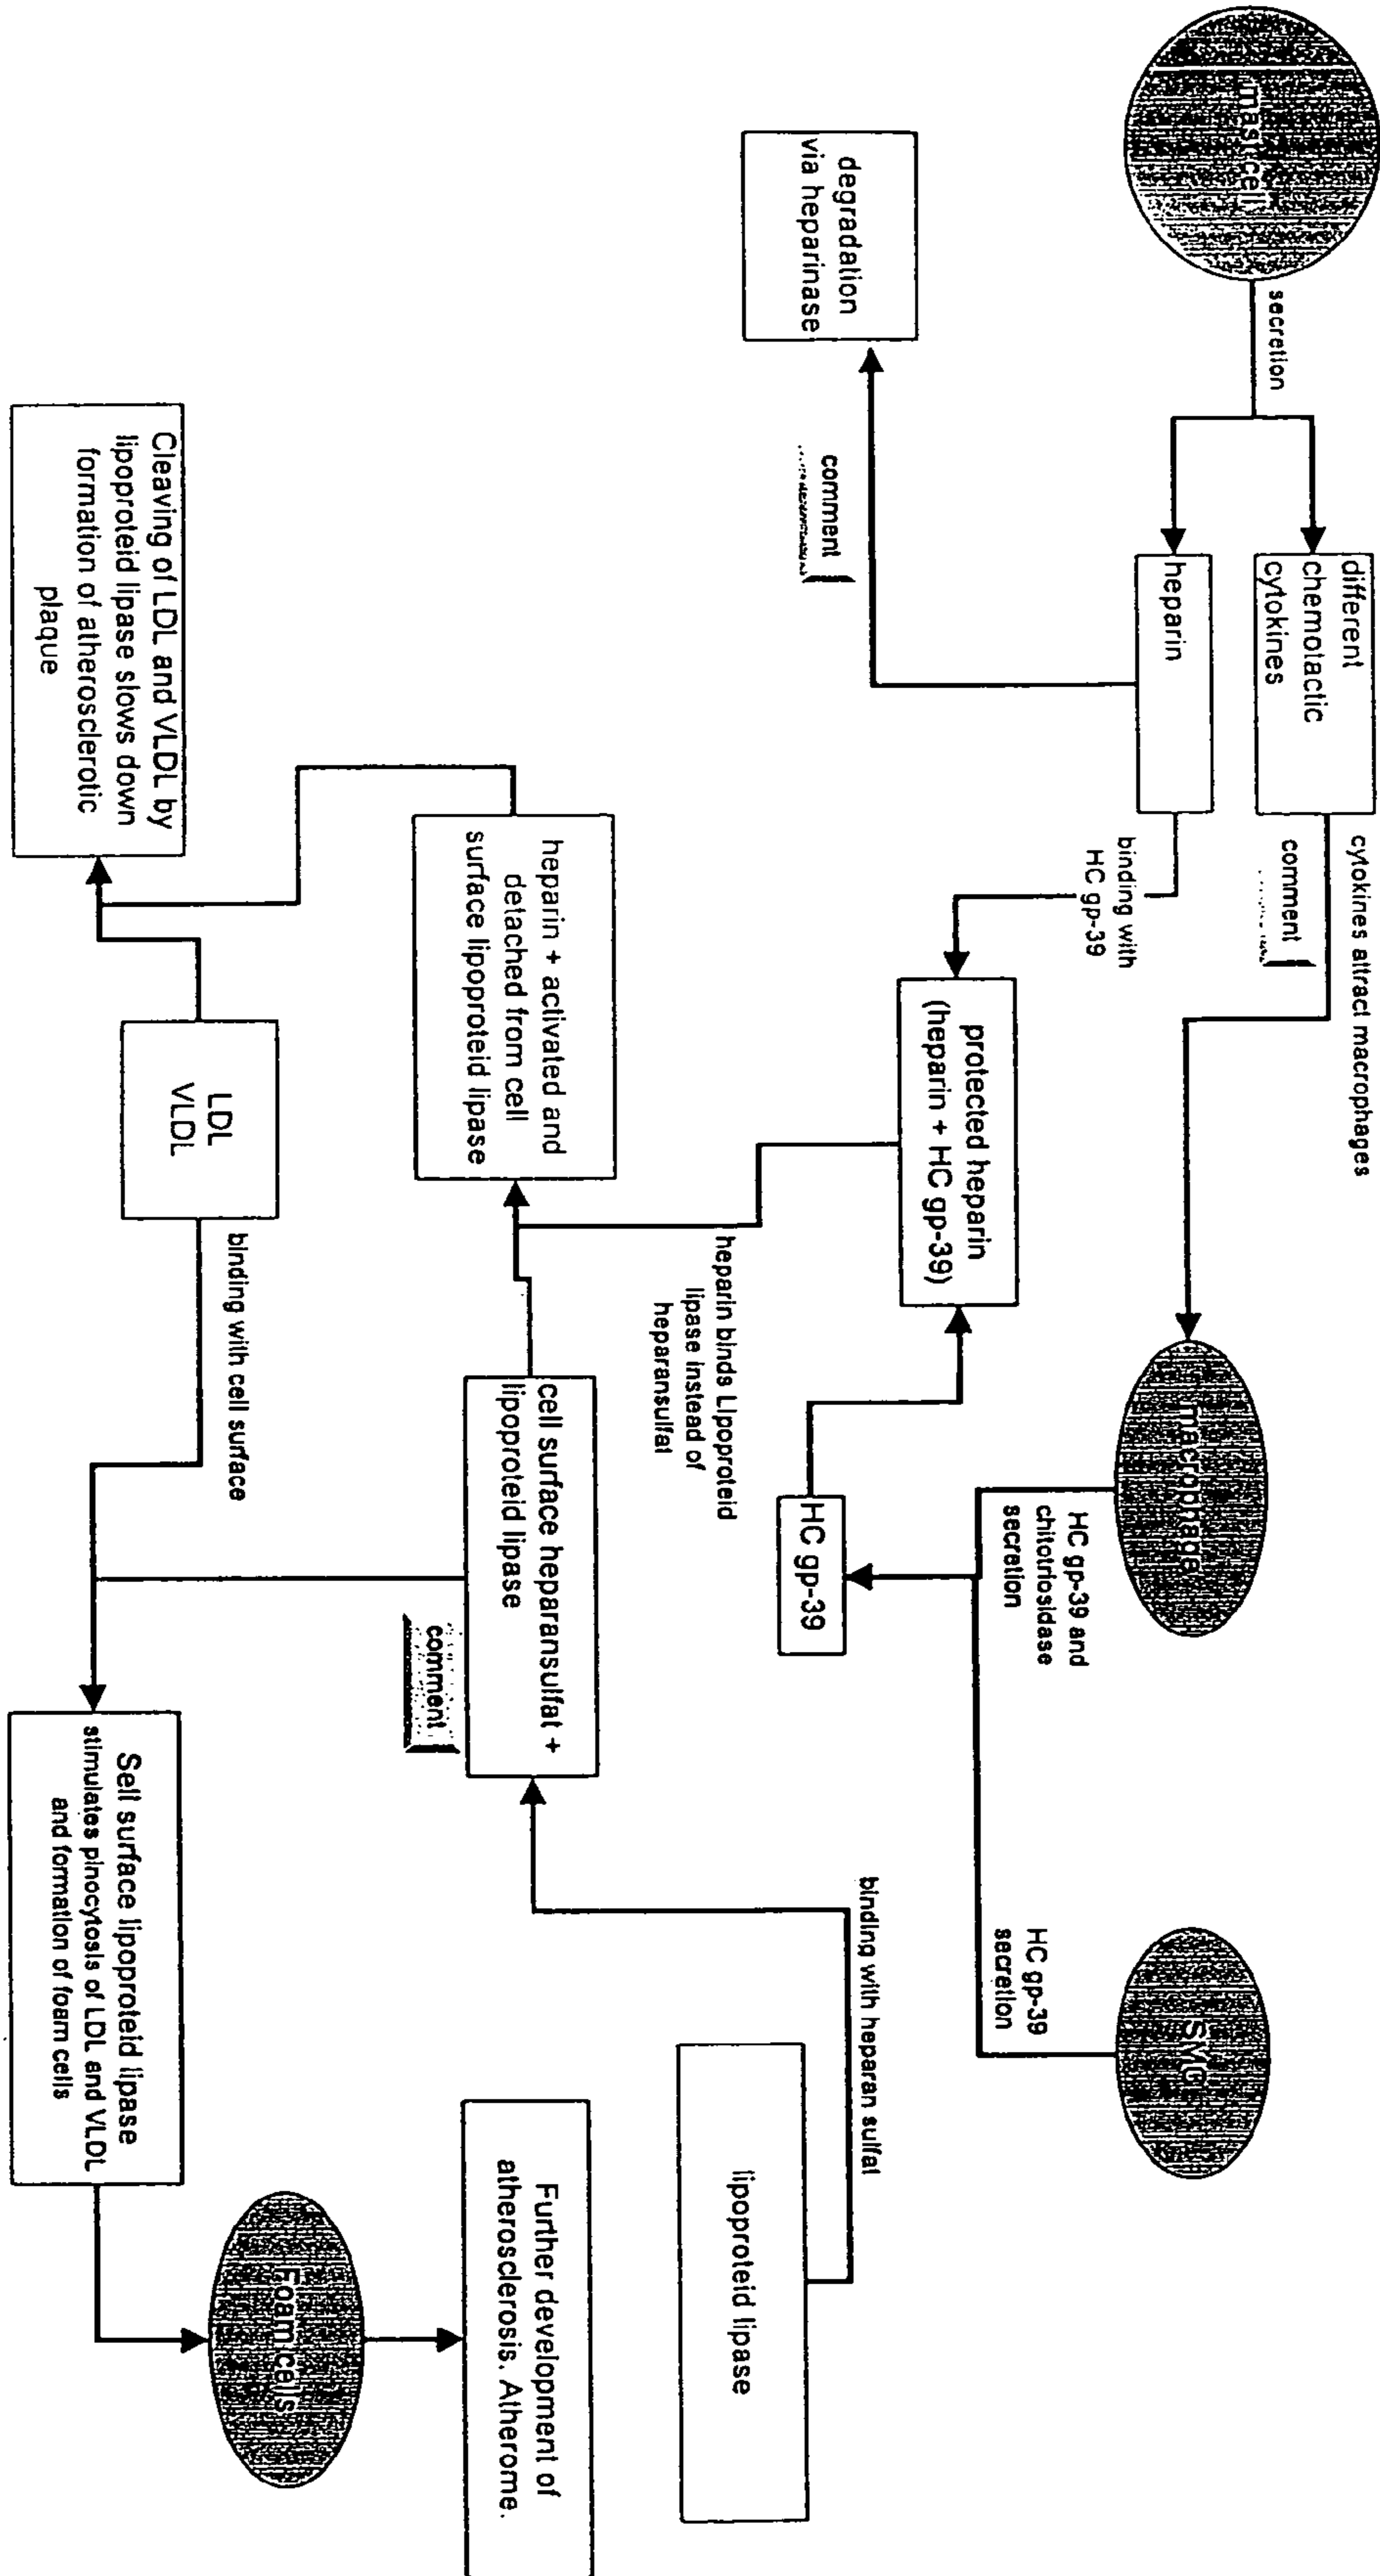 mast cell
secretion
different
chemotactic
cytokines
heparin
cytokines attract macrophages
comment
macrophage
SMC
binding with
HC gp-39
HC gp-39 and
chitotriosidase
secretion
HC gp-39
secretion
degradation
via heparinase
comment
protected heparin
(heparin + HC gp-39)
HC gp-39
binding with heparan sulfat
lipoproteid lipase
heparin binds Lipoproteid
lipase instead of
heparansulfat
heparin + activated and
detached from cell
surface lipoproteid lipase
cell surface heparansulfat +
lipoproteid lipase
comment
Further development of
atherosclerosis. Atherome.
LDL
VLDL
binding with cell surface
Foam cells
Cleaving of LDL and VLDL by
lipoproteid lipase slows down
formation of atherosclerotic
plaque
Sell surface lipoproteid lipase
stimulates pinocytosis of LDL and VLDL
and formation of foam cells